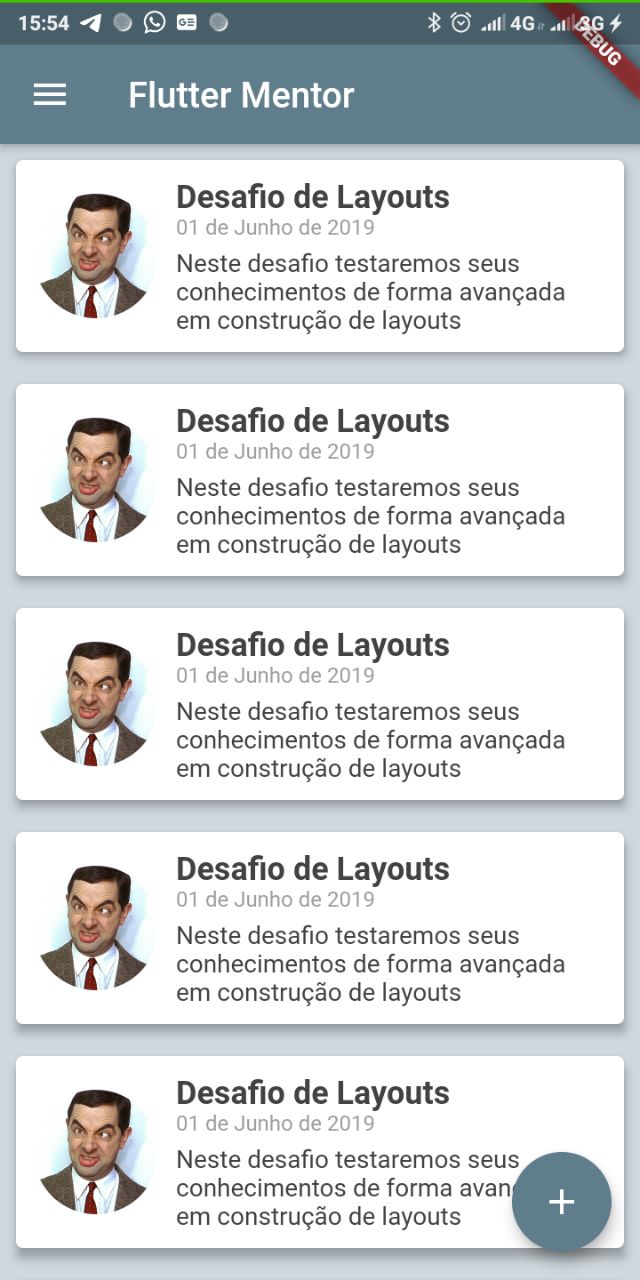 15:54
4G
3G
DEBUG
Flutter Mentor
Desafio de Layouts
01 de Junho de 2019
Neste desafio testaremos seus
conhecimentos de forma avançada
em construção de layouts
Desafio de Layouts
01 de Junho de 2019
Neste desafio testaremos seus
conhecimentos de forma avançada
em construção de layouts
Desafio de Layouts
01 de Junho de 2019
Neste desafio testaremos seus
conhecimentos de forma avançada
em construção de layouts
Desafio de Layouts
01 de Junho de 2019
Neste desafio testaremos seus
conhecimentos de forma avançada
em construção de layouts
Desafio de Layouts
01 de Junho de 2019
Neste desafio testaremos seus
conhecimentos de forma
em construção de layouts
+